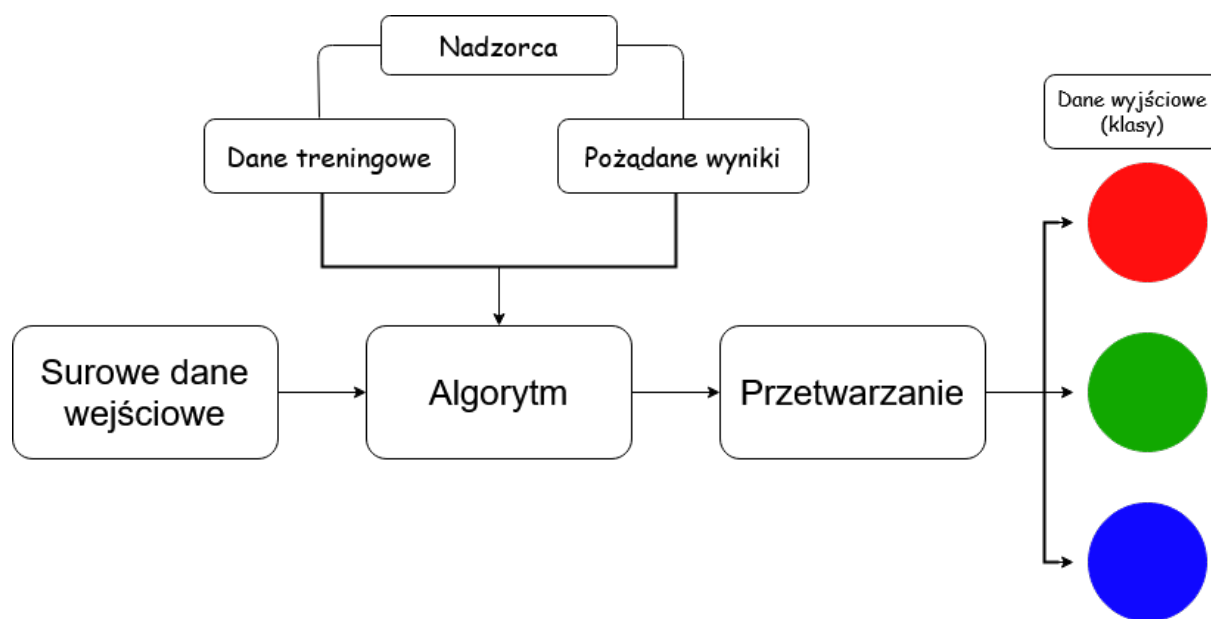 Nadzorca
Dane treningowe
Pożądane wyniki
Dane wyjściowe
(klasy)
Surowe dane
wejściowe
Algorytm
Przetwarzanie